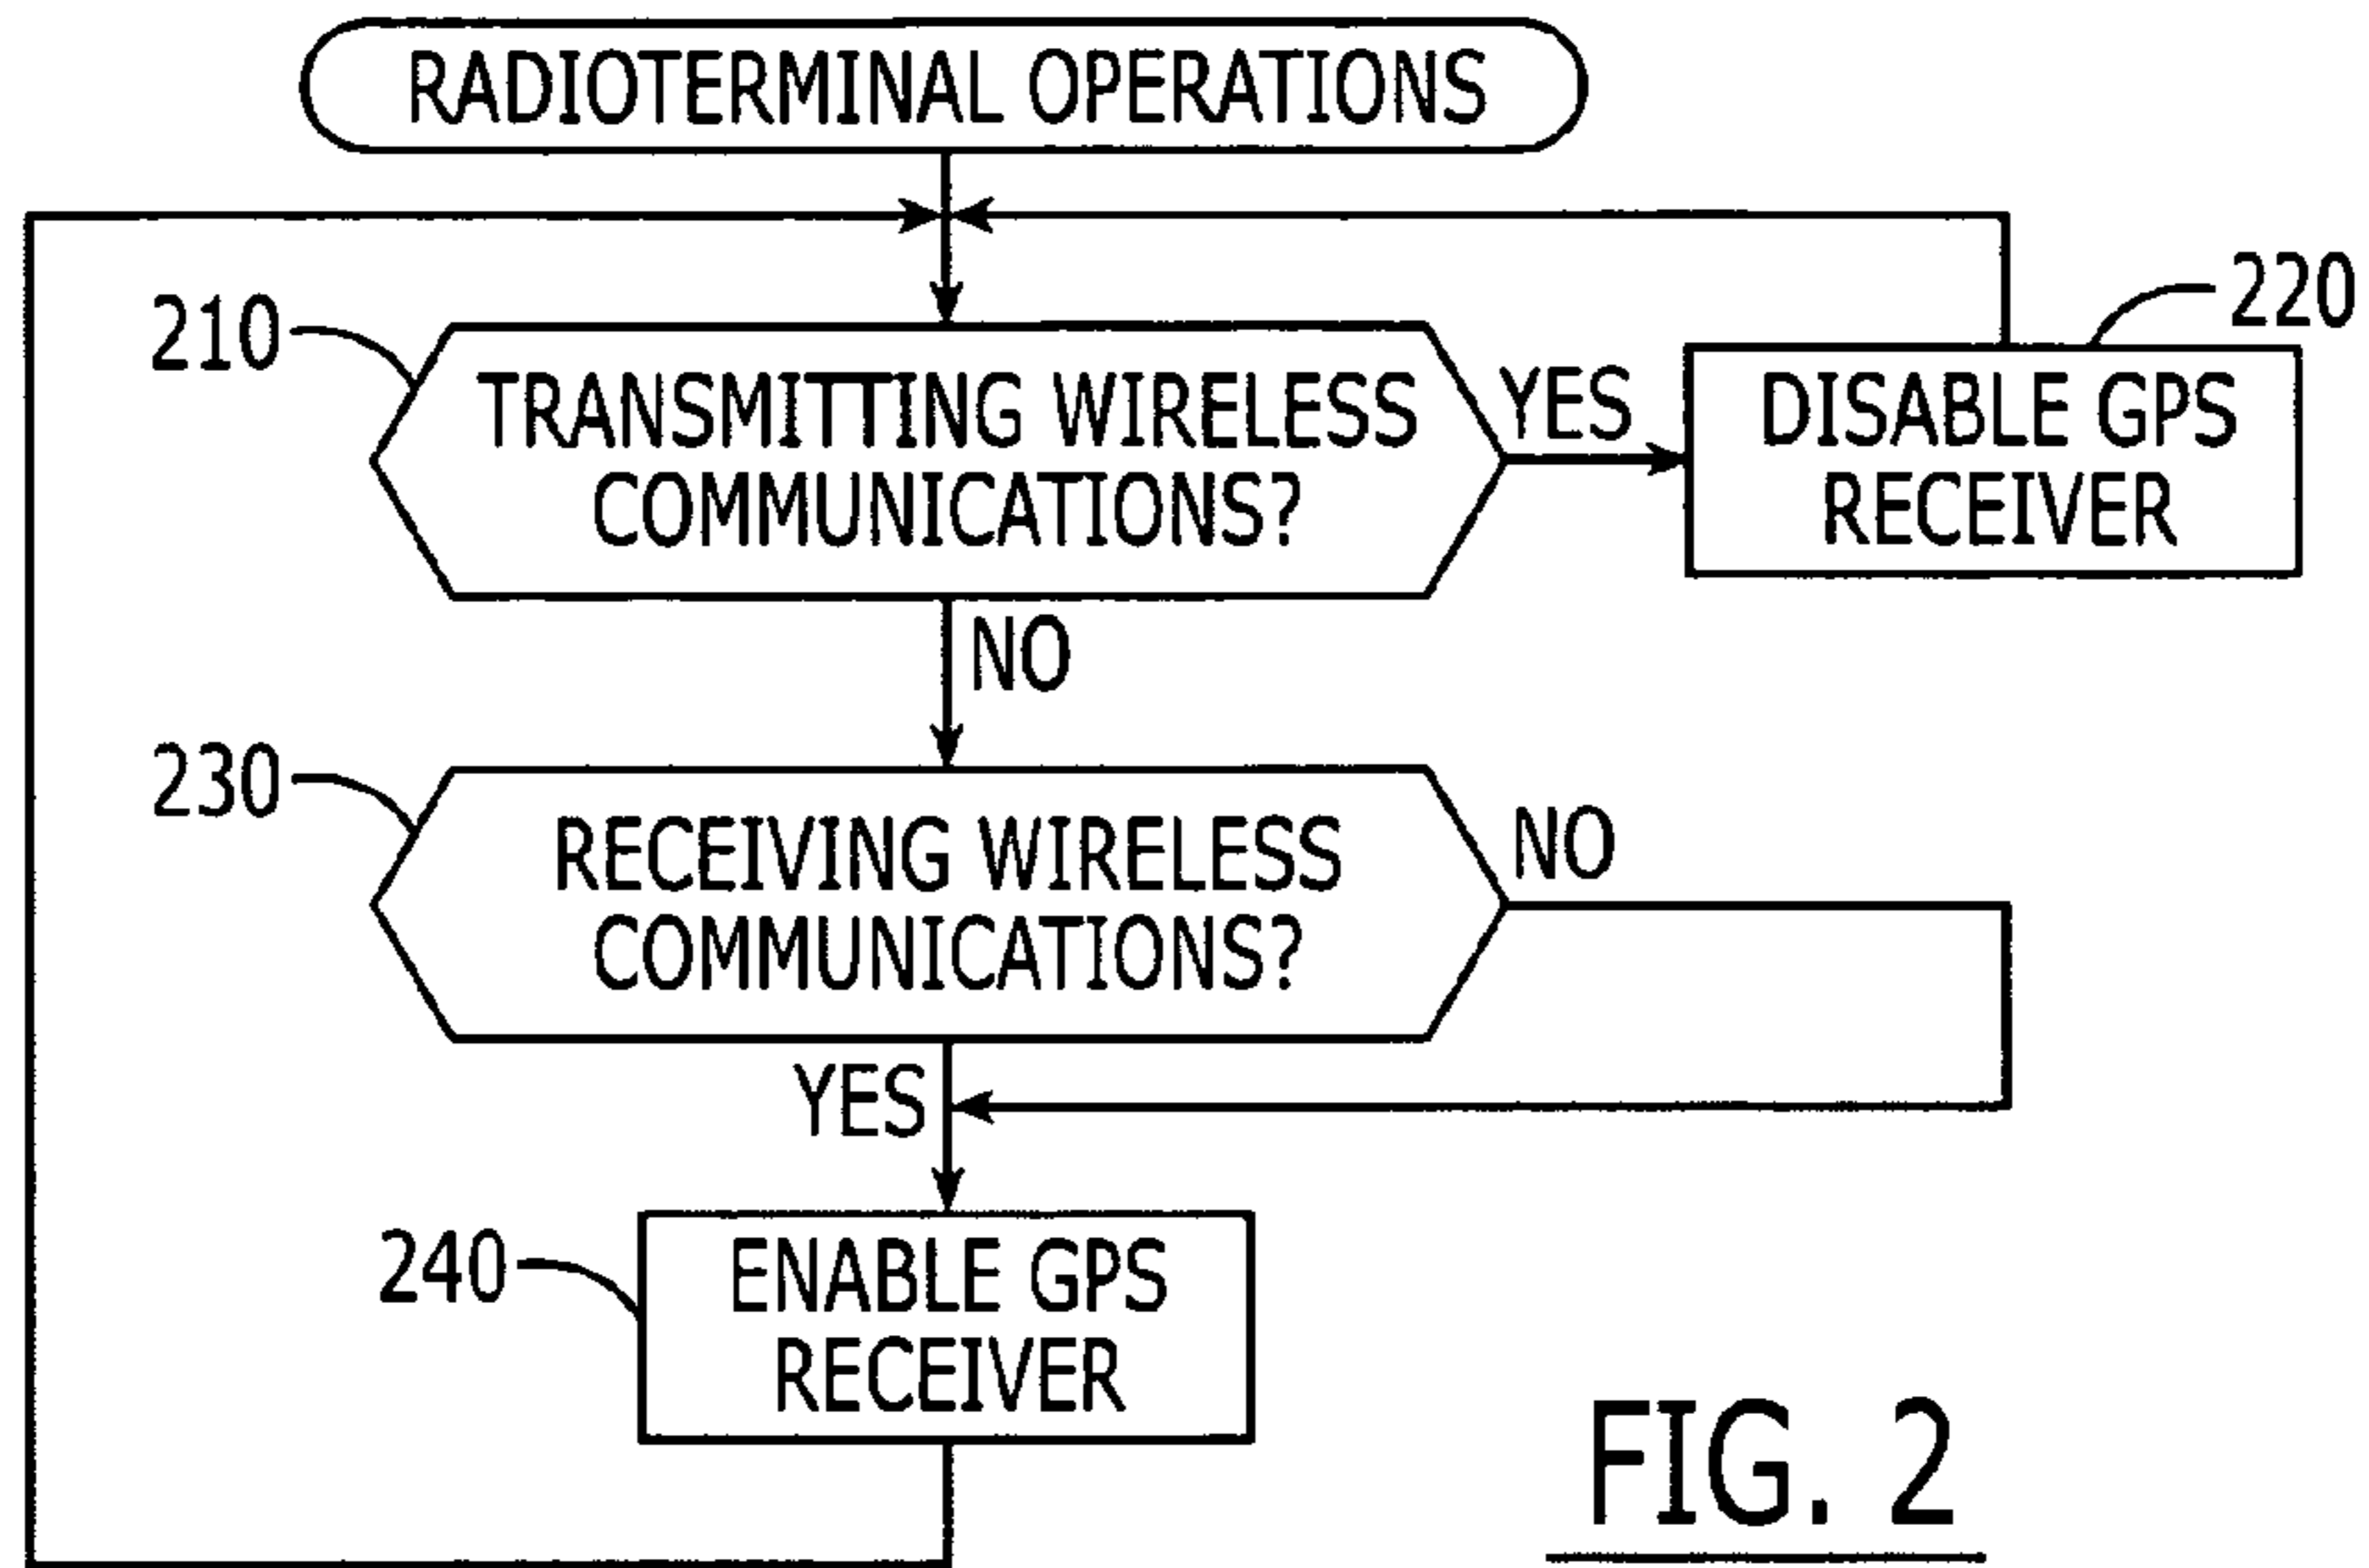 RADIOTERMINAL OPERATIONS
210
TRANSMITTING WIRELESS
COMMUNICATIONS?
YES
220
DISABLE GPS
RECEIVER
NO
230
RECEIVING WIRELESS
COMMUNICATIONS?
NO
YES
240
ENABLE GPS
RECEIVER
FIG. 2